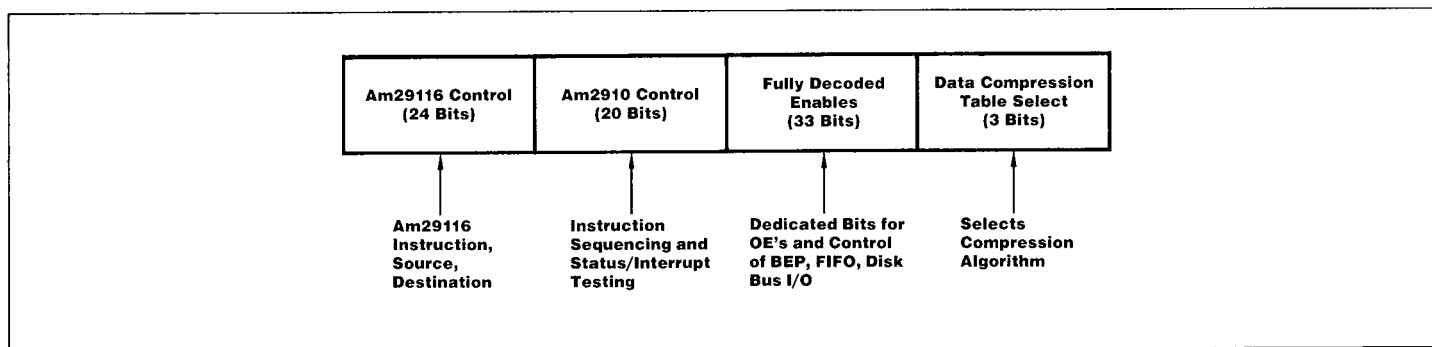 Am29116 Control
(24 Bits)
Am2910 Control
(20 Bits)
Fully Decoded
Enables
(33 Bits)
Data Compression
Table Select
(3 Bits)
Am29116
Instruction,
Source,
Destination
Instruction
Sequencing and
Status/Interrupt
Testing
Dedicated Bits for
OE's and Control
of BEP, FIFO, Disk
Bus I/O
Selects
Compression
Algorithm